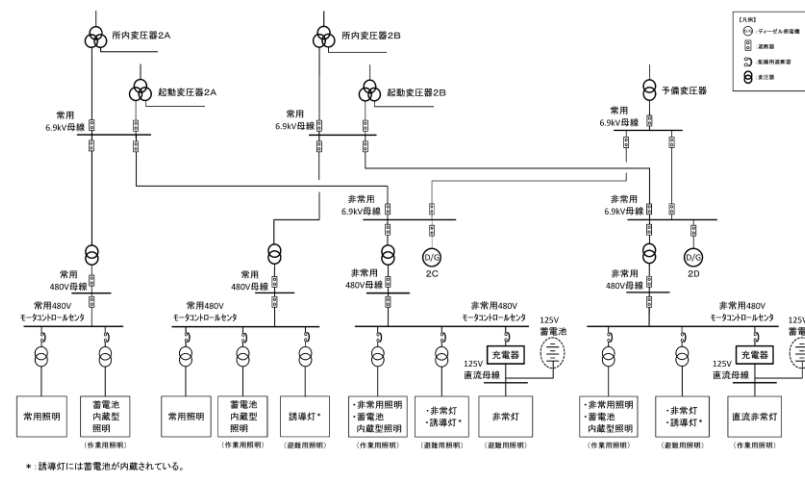 所内変圧器2A
所内変圧器2B
起動変圧器2A
起動変圧器2B
予備変圧器
【凡例】
D/G :ディーゼル発電機
:遮断器
:配線用遮断器
:変圧器
常用
6.9kV母線
常用
6.9kV母線
常用
6.9kV母線
非常用
6.9kV母線
非常用
6.9kV母線
D/G
2C
D/G
2D
常用
480V母線
常用
480V母線
非常用
480V母線
非常用
480V母線
常用480V
モータコントロールセンタ
常用480V
モータコントロールセンタ
非常用480V
モータコントロールセンタ
非常用480V
モータコントロールセンタ
充電器
125V
蓄電池
125V
直流母線
充電器
125V
蓄電
125V
直流母線
常用照明
蓄電池
内蔵型
照明
(作業用照明)
常用照明
蓄電池
内蔵型
照明
(作業用照明)
誘導灯*
(避難用照明)
・非常用照明
・蓄電池
内蔵型照明
(作業用照明)
・非常灯
・誘導灯*
(避難用照明)
非常灯
(避難用照明)
・非常用照明
・蓄電池
内蔵型照明
(作業用照明)
・非常灯
・誘導灯*
(避難用照明)
直流非常灯
(作業用照明)
*:誘導灯には蓄電池が内蔵されている。